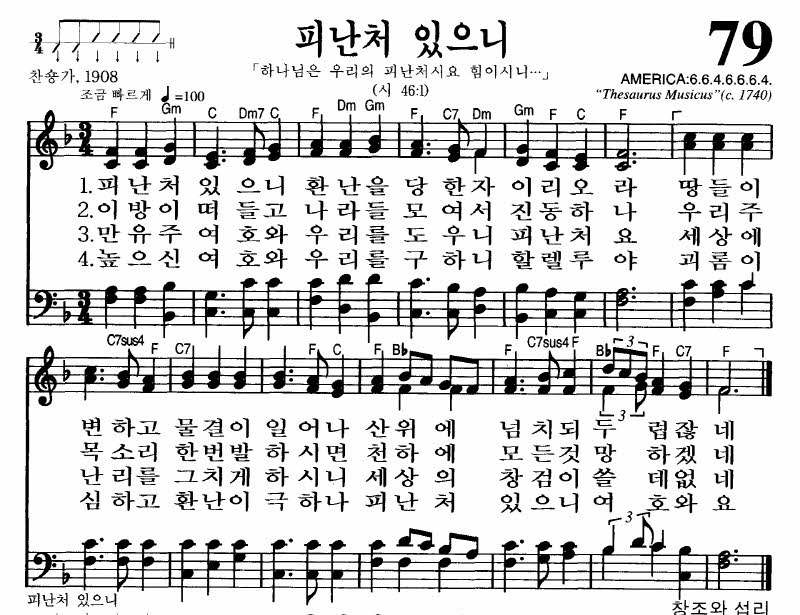 피난처 있으니
79
「하나님은 우리의 피난처시요 힘이시니…」
(시 46:1)
찬숑가, 1908
AMERICA:6.6.4.6.6.6.4.
"Thesaurus Musicus"(c. 1740)
조금 빠르게 ♩=100
F Gm C Dm7 C F Dm Gm F C7 Dm Gm F C F
3/4
1.피난처 있으니 환난을 당한자 이리오라 땅들이
2.이방이 떠들고 나라들 모여서 진동하나 우리주
3.만유주 여호와 우리를 도우니 피난처요 세상에
4.높으신 여호와 우리를 구하니 할렐루야 괴롬이
3/4
C7sus4 F C7 F C F Bb F C7sus4 F Bb F C7 F
3
변하고 물결이 일어나 산위에 넘치되 두렵잖네
3
목소리 한번발하시면 천하에 모든것 망하겠네
난리를 그치게하시니 세상의 창검이 쓸데없네
심하고 환난이 극하나 피난처 있으니 여호와요
3
피난처 있으니
창조와 섭리